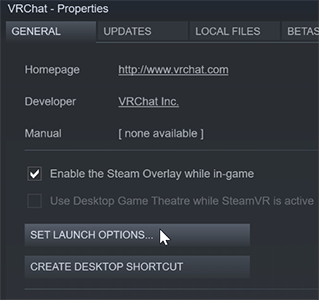 VRChat - Properties
GENERAL UPDATES LOCAL FILES BETAS
Homepage http://www.vrchat.com
Developer VRChat Inc.
Manual [ none available ]
Enable the Steam Overlay while in-game
Use Desktop Game Theatre while SteamVR is active
SET LAUNCH OPTIONS...
CREATE DESKTOP SHORTCUT